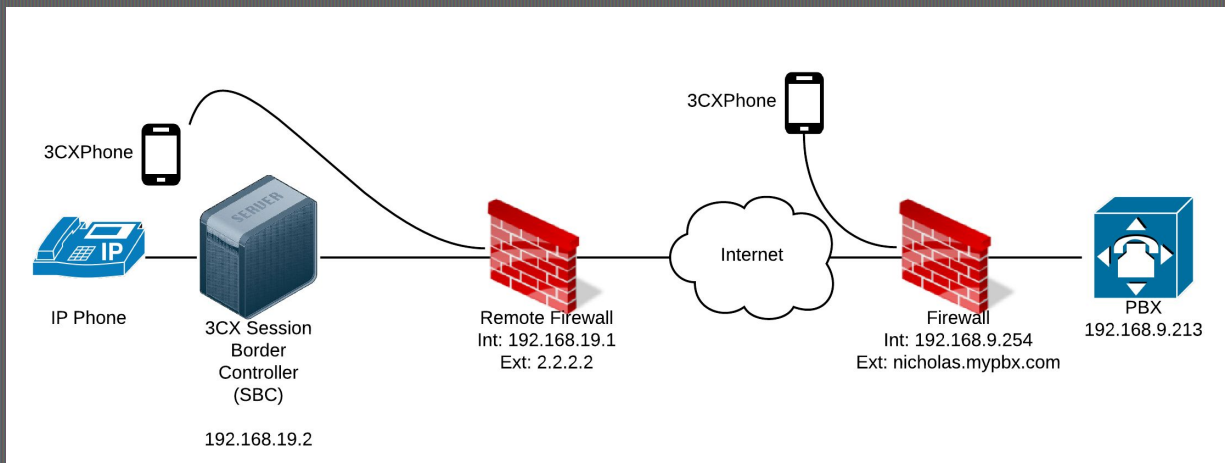 3CXPhone
IP
IP Phone
SERVER
3CX Session
Border
Controller
(SBC)
192.168.19.2
Remote Firewall
Int: 192.168.19.1
Ext: 2.2.2.2
Internet
3CXPhone
Firewall
Int: 192.168.9.254
Ext: nicholas.mypbx.com
PBX
192.168.9.213